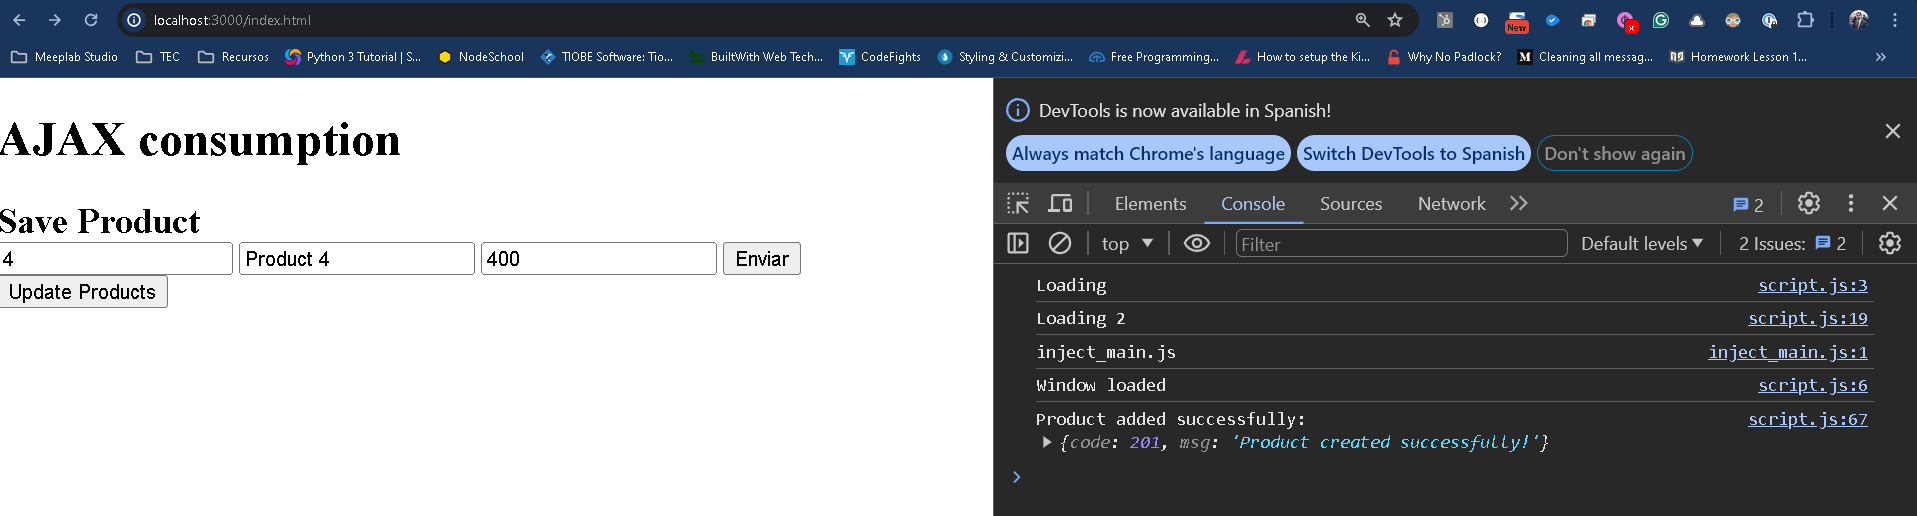 localhost:3000/index.html
New
Meeplab Studio TEC Recursos Python 3 Tutorial | S... NodeSchool TIOBE Software: Tio... BuiltWith Web Tech... CodeFights Styling & Customizi... Free Programming... How to setup the Ki... Why No Padlock? Cleaning all messag... Homework Lesson 1...
AJAX consumption
Save Product
4 Product 4 400 Enviar
Update Products
DevTools is now available in Spanish!
Always match Chrome's language Switch DevTools to Spanish Don't show again
Elements Console Sources Network 2
top Filter Default levels 2 Issues: 2
Loading script.js:3
Loading 2 script.js:19
inject_main.js inject_main.js:1
Window loaded script.js:6
Product added successfully: script.js:67
{code: 201, msg: 'Product created successfully!'}